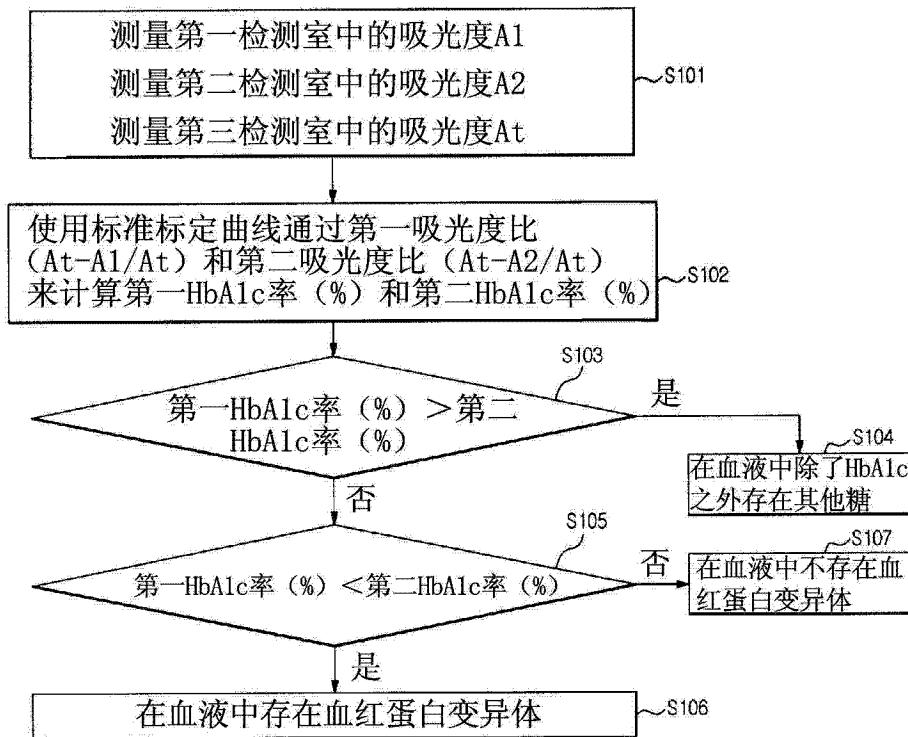 测量第一检测室中的吸光度A1
测量第二检测室中的吸光度A2
测量第三检测室中的吸光度At
S101
使用标准标定曲线通过第一吸光度比
（At-A1/At）和第二吸光度比（At-A2/At）
来计算第一HbA1c率（%）和第二HbA1c率（%）
S102
S103
第一HbA1c率（%）＞第二
HbA1c率（%）
是
S104
在血液中除了HbA1c
之外存在其他糖
否
S105
第一HbA1c率（%）＜第二HbA1c率（%）
否
S107
在血液中不存在血
红蛋白变异体
是
在血液中存在血红蛋白变异体
S106